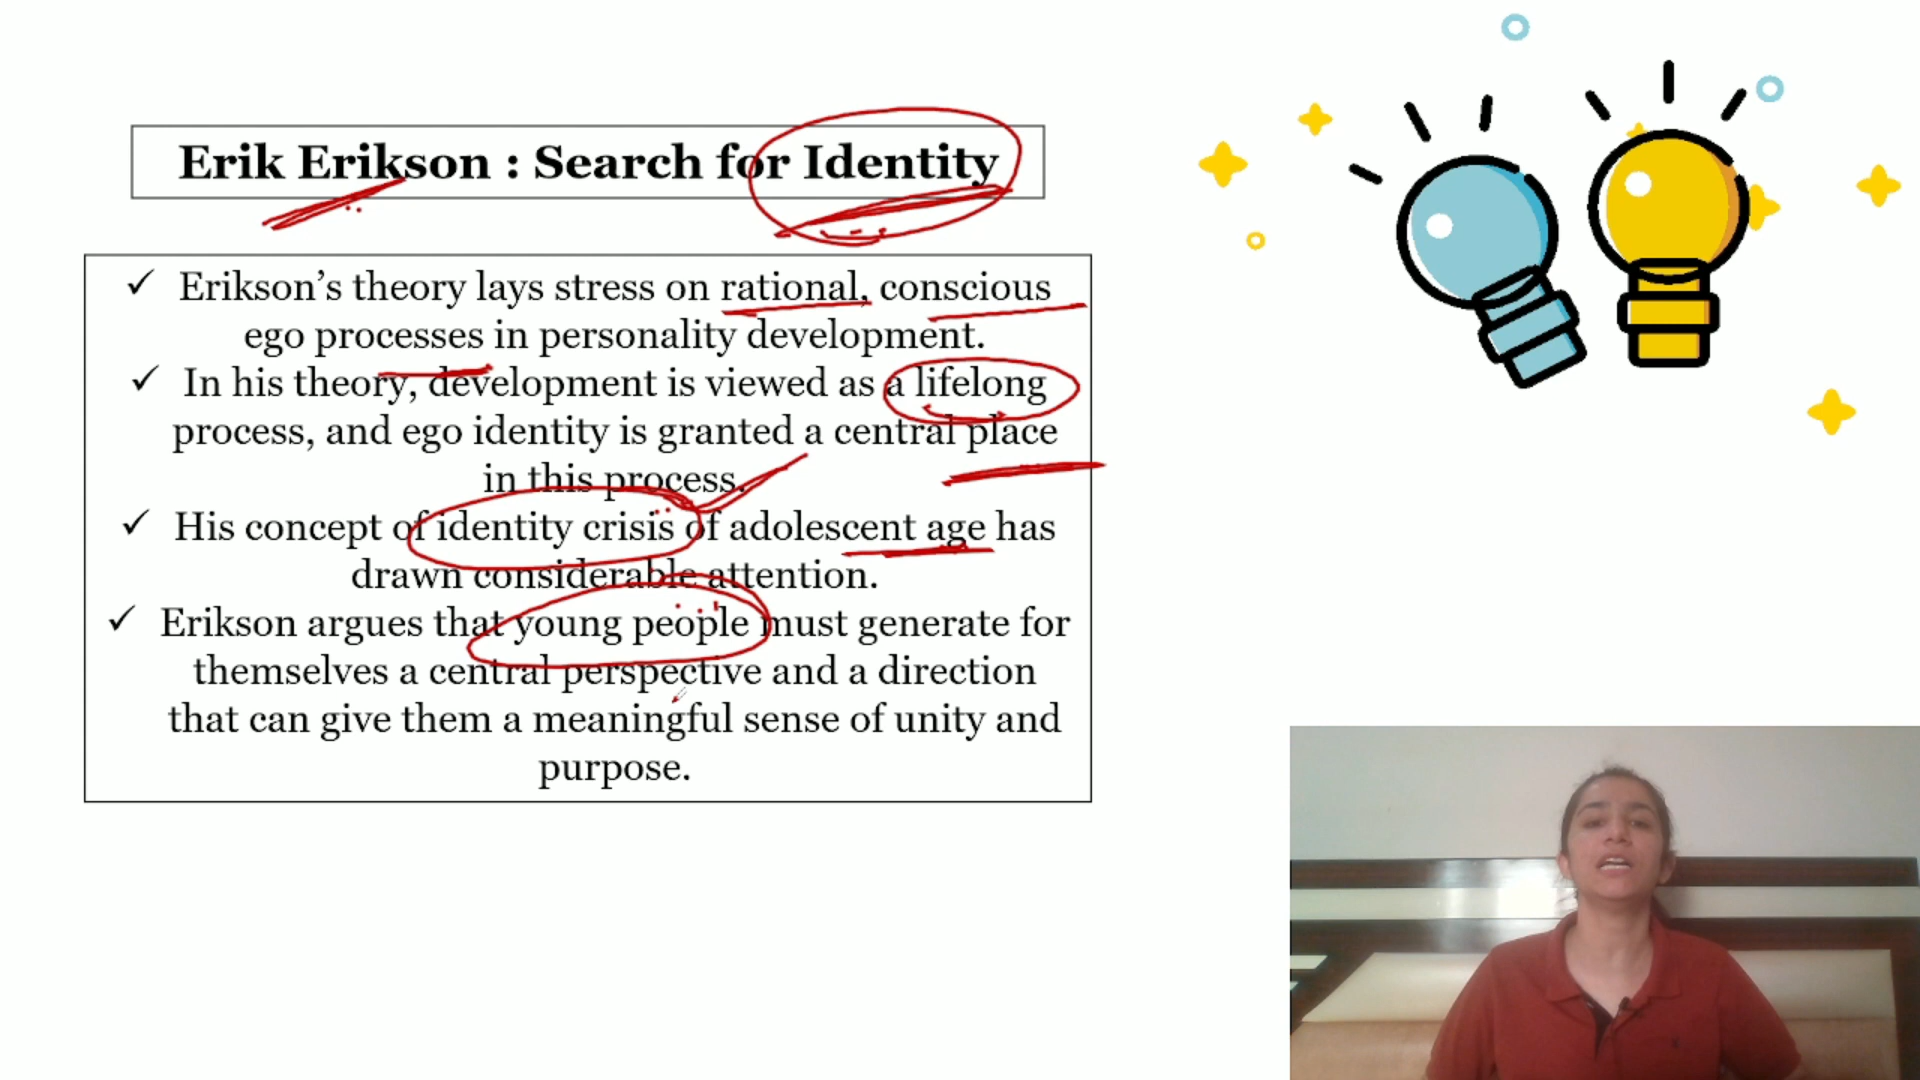 Erik Erikson : Search for Identity
✓ Erikson’s theory lays stress on rational, conscious
ego processes in personality development.
✓ In his theory, development is viewed as a lifelong
process, and ego identity is granted a central place
in this process.
✓ His concept of identity crisis of adolescent age has
drawn considerable attention.
✓ Erikson argues that young people must generate for
themselves a central perspective and a direction
that can give them a meaningful sense of unity and
purpose.